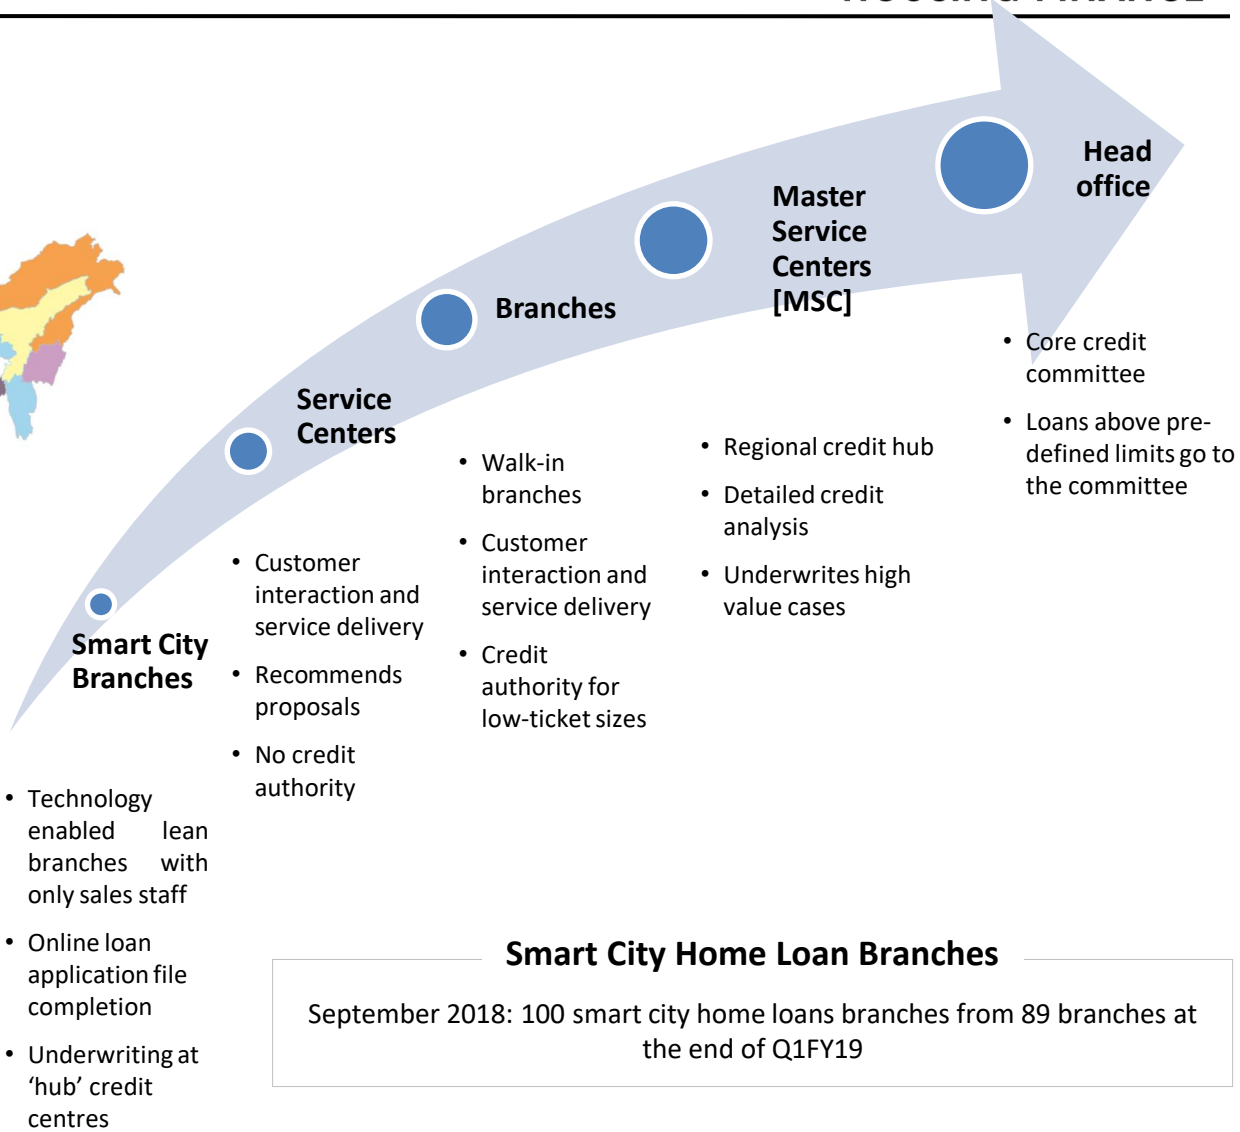 HOUSING FINANCE
Head
office
Master
Service
Centers
[MSC]
Branches
Service
Centers
Smart City
Branches
• Core credit
committee
• Loans above pre-
defined limits go to
the committee
• Regional credit hub
• Detailed credit
analysis
• Underwrites high
value cases
• Walk-in
branches
• Customer
interaction and
service delivery
• Credit
authority for
low-ticket sizes
• Customer
interaction and
service delivery
• Recommends
proposals
• No credit
authority
• Technology
enabled lean
branches with
only sales staff
• Online loan
application file
completion
• Underwriting at
‘hub’ credit
centres
Smart City Home Loan Branches
September 2018: 100 smart city home loans branches from 89 branches at
the end of Q1FY19